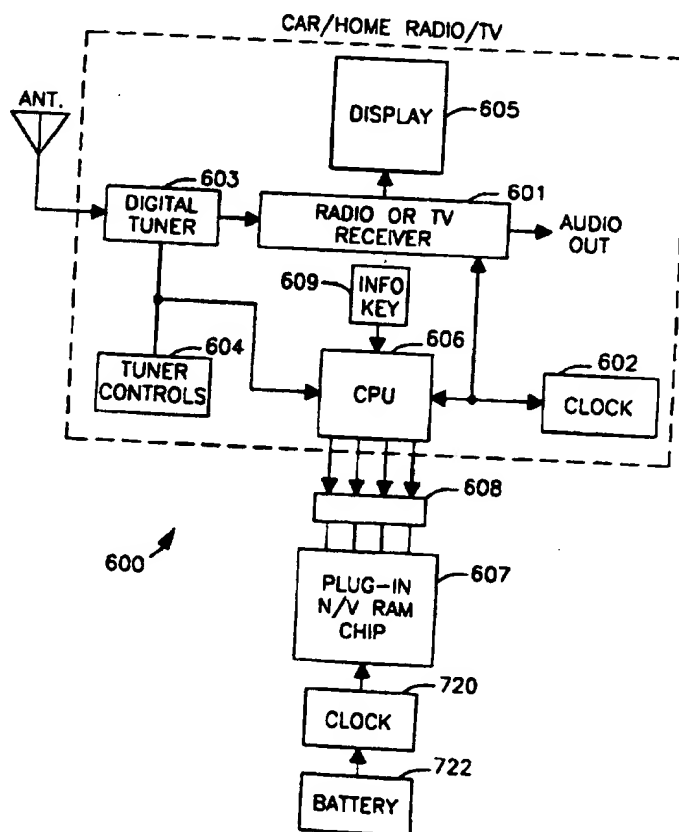 CAR/HOME RADIO/TV
ANT.
DISPLAY
605
603
DIGITAL
TUNER
601
RADIO OR TV
RECEIVER
AUDIO
OUT
609
INFO
KEY
606
CPU
604
TUNER
CONTROLS
602
CLOCK
608
600
607
PLUG-IN
N/V RAM
CHIP
720
CLOCK
722
BATTERY